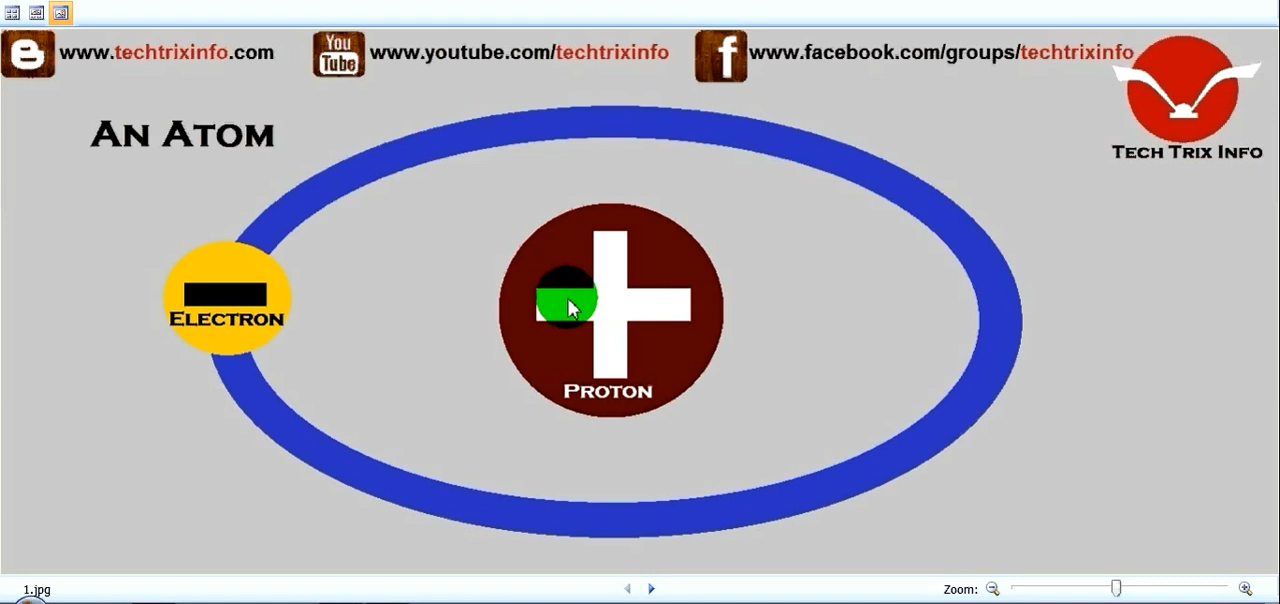 www.techtrixinfo.com
You
Tube
www.youtube.com/techtrixinfo
f
www.facebook.com/groups/techtrixinfo
An Atom
Tech Trix Info
Electron
Proton
1.jpg
Zoom: